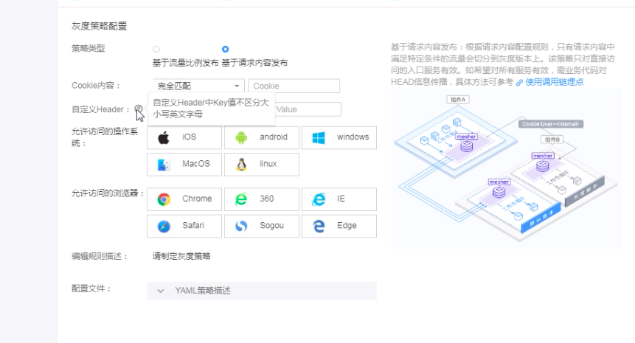 灰度策略配置
策略类型
基于流量比例发布 基于请求内容发布
Cookie内容：
完全匹配
Cookie
自定义Header：
自定义Header中Key值不区分大
小写英文字母
Value
允许访问的操作系
统：
iOS
android
windows
MacOS
linux
允许访问的浏览器：
Chrome
360
IE
Safari
Sogou
Edge
编辑规则描述：
请制定灰度策略
配置文件：
YAML策略描述
基于请求内容发布：根据请求内容配置规则，只有请求内容中
满足特定条件的流量会切分到灰度版本上。该策略只对直接访
问的入口服务有效。如希望对所有服务有效，需业务代码对
HEAD信息传播，具体方法可参考 使用调用链埋点
组件A
Cookie User=<Internal>
组件B
mesher
mesher
mesher